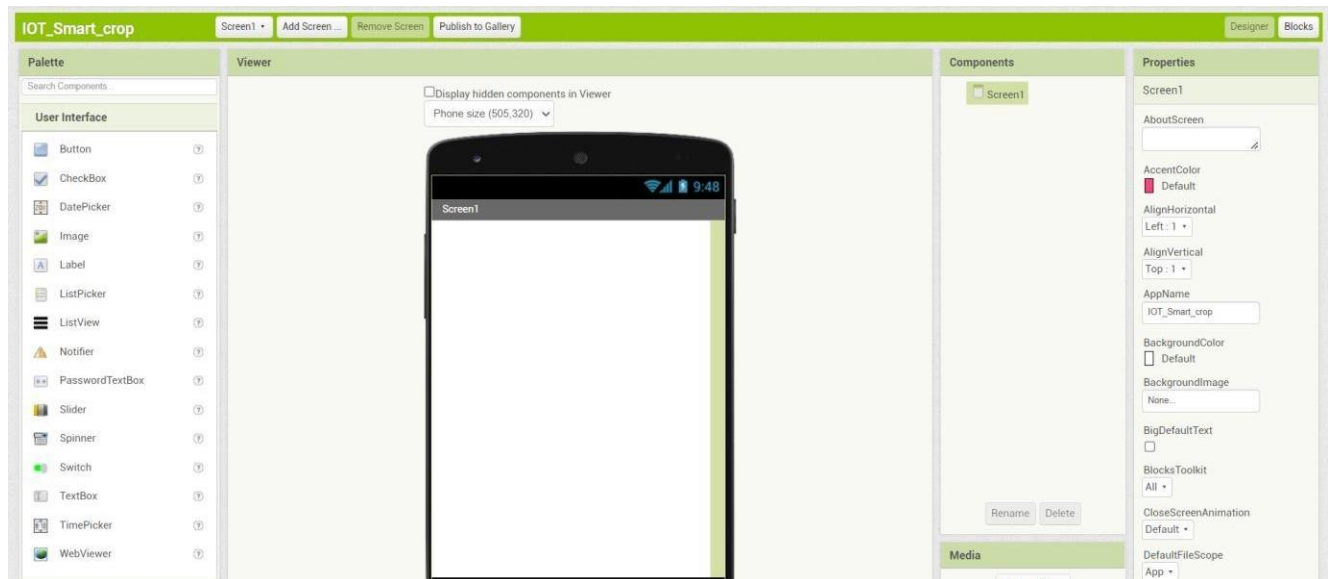 IOT_Smart_crop
Screen1
Add Screen ...
Remove Screen
Publish to Gallery
Designer
Blocks
Palette
Search Components...
User Interface
Button
CheckBox
DatePicker
Image
Label
ListPicker
ListView
Notifier
PasswordTextBox
Slider
Spinner
Switch
TextBox
TimePicker
WebViewer
Viewer
Display hidden components in Viewer
Phone size (505,320)
9:48
Screen1
Components
Screen1
Rename
Delete
Media
Properties
Screen1
AboutScreen
AccentColor
Default
AlignHorizontal
Left : 1
AlignVertical
Top : 1
AppName
IOT_Smart_crop
BackgroundColor
Default
BackgroundImage
None...
BigDefaultText
BlocksToolkit
All
CloseScreenAnimation
Default
DefaultFileScope
App